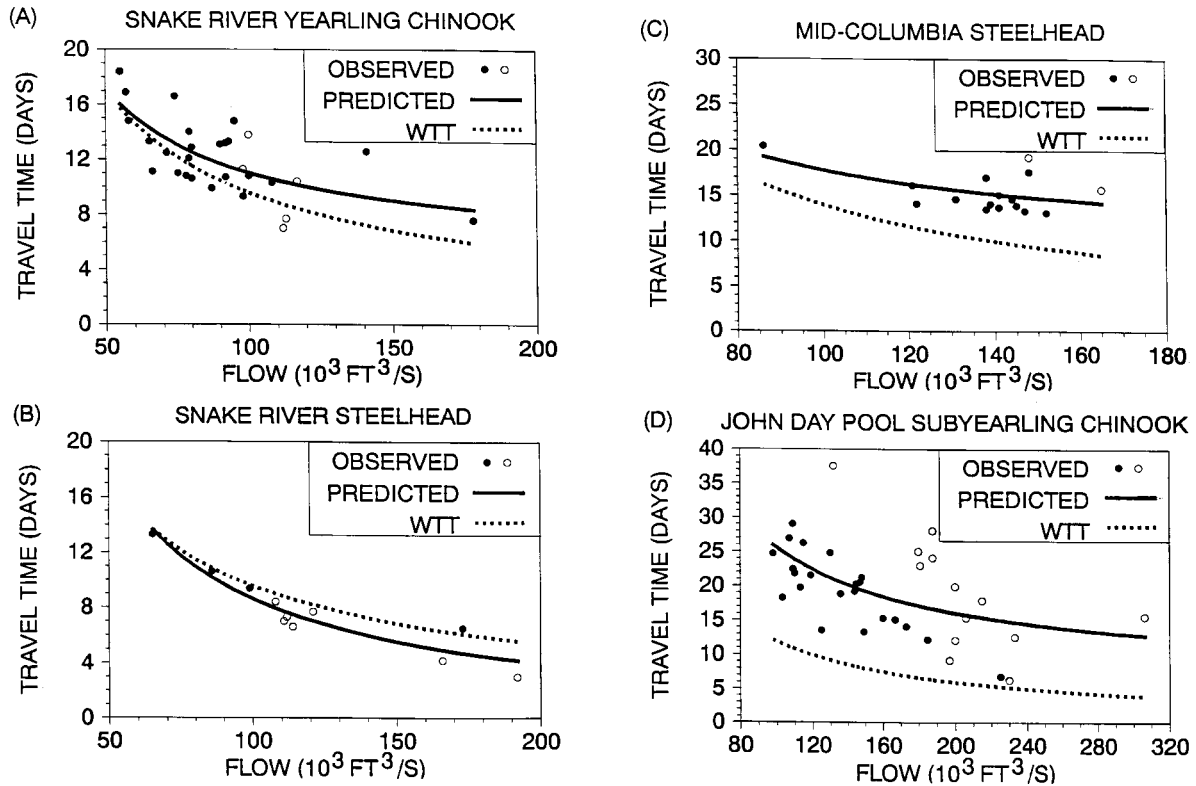 (A)
SNAKE RIVER YEARLING CHINOOK
OBSERVED
PREDICTED
WTT
TRAVEL TIME (DAYS)
20
16
12
8
4
0
50
100
150
200
FLOW (10³ FT³/S)
(B)
SNAKE RIVER STEELHEAD
OBSERVED
PREDICTED
WTT
TRAVEL TIME (DAYS)
20
16
12
8
4
0
50
100
150
200
FLOW (10³ FT³/S)
(C)
MID-COLUMBIA STEELHEAD
OBSERVED
PREDICTED
WTT
TRAVEL TIME (DAYS)
30
25
20
15
10
5
0
80
100
120
140
160
180
FLOW (10³ FT³/S)
(D)
JOHN DAY POOL SUBYEARLING CHINOOK
OBSERVED
PREDICTED
WTT
TRAVEL TIME (DAYS)
40
35
30
25
20
15
10
5
0
80
120
160
200
240
280
320
FLOW (10³ FT³/S)